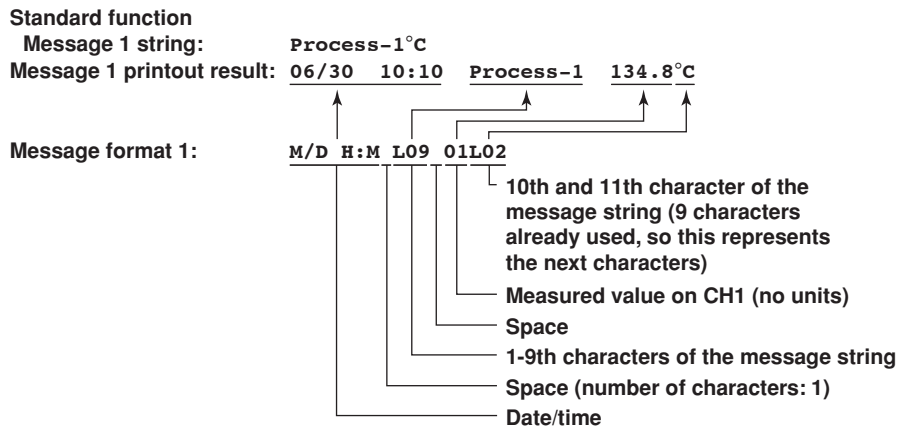 Standard function
Message 1 string: Process-1°C
Message 1 printout result: 06/30 10:10 Process-1 134.8°C
Message format 1: M/D H:M L09 01L02
10th and 11th character of the
message string (9 characters
already used, so this represents
the next characters)
Measured value on CH1 (no units)
Space
1-9th characters of the message string
Space (number of characters: 1)
Date/time